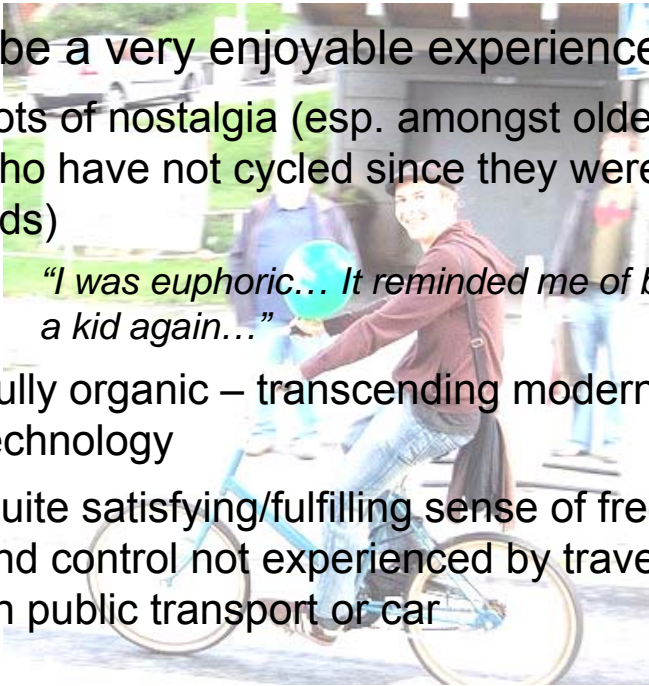 be a very enjoyable experience
ots of nostalgia (esp. amongst olde
ho have not cycled since they were
ds)
“I was euphoric… It reminded me of b
a kid again…”
ully organic – transcending modern
echnology
uite satisfying/fulfilling sense of fre
nd control not experienced by trave
n public transport or car